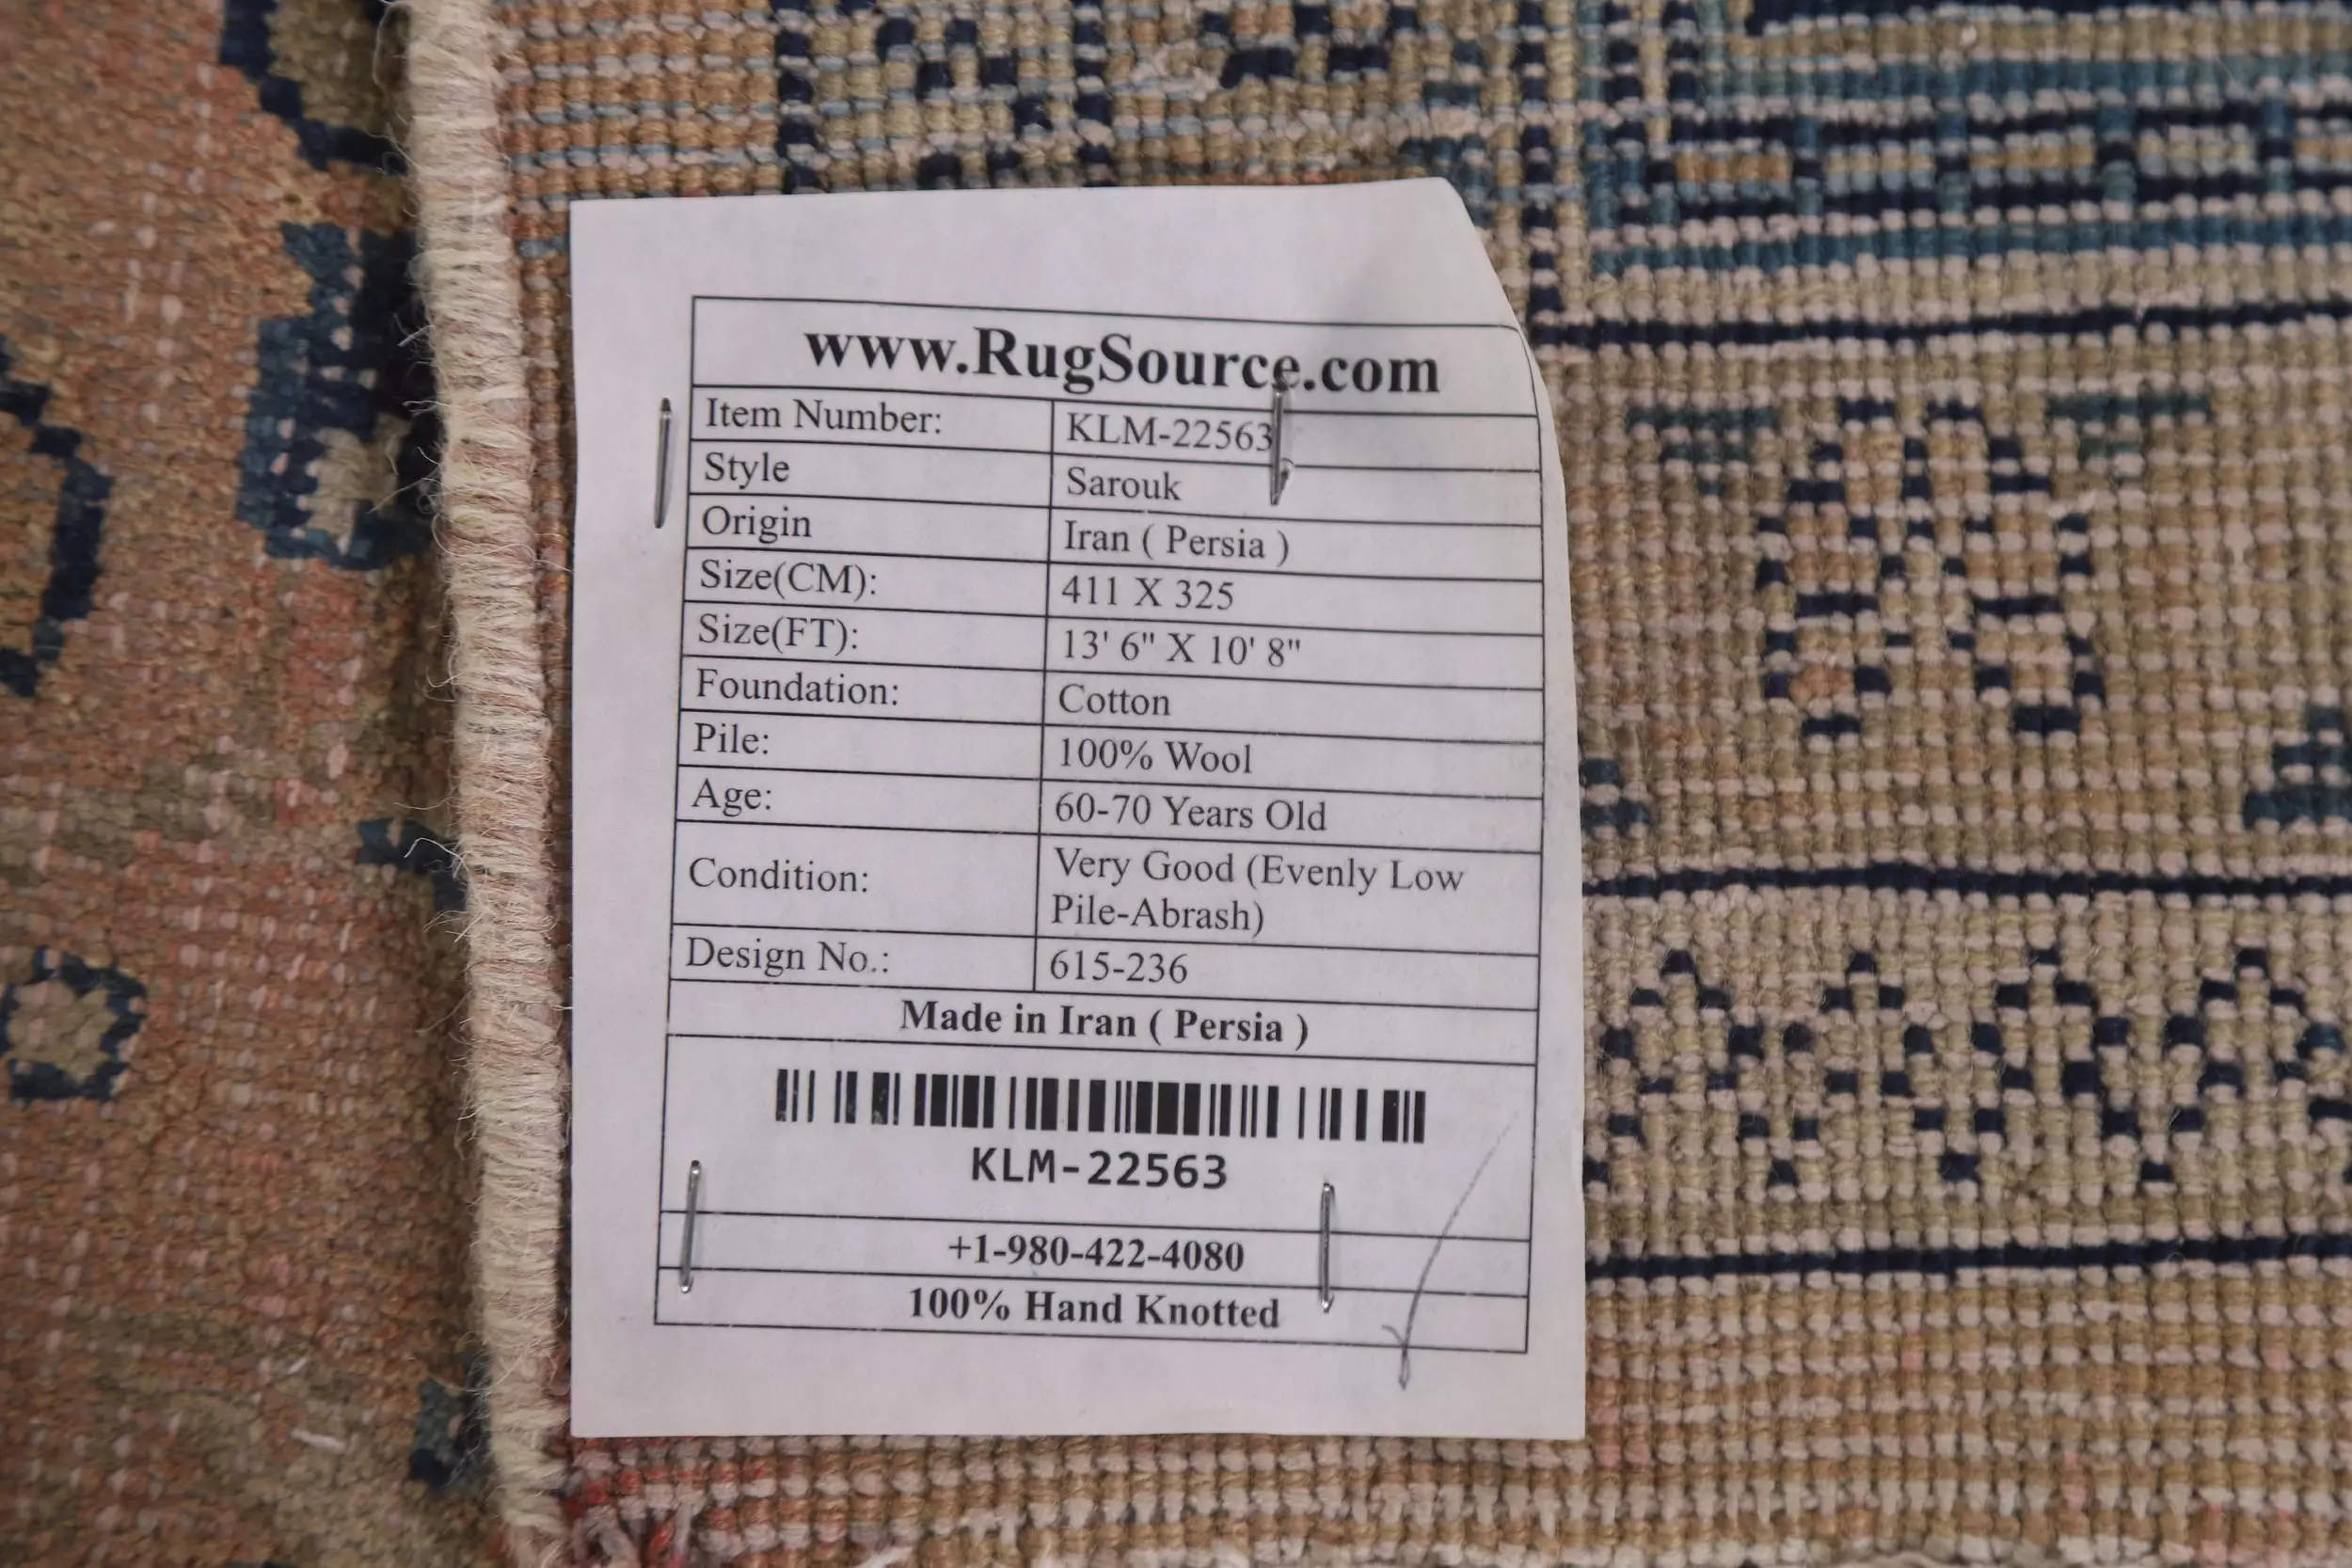 www.RugSource.com
Item Number: KLM-22563
Style Sarouk
Origin Iran ( Persia )
Size(CM): 411 X 325
Size(FT): 13' 6" X 10' 8"
Foundation: Cotton
Pile: 100% Wool
Age: 60-70 Years Old
Condition: Very Good (Evenly Low
Pile-Abrash)
Design No.: 615-236
Made in Iran ( Persia )
KLM-22563
+1-980-422-4080
100% Hand Knotted